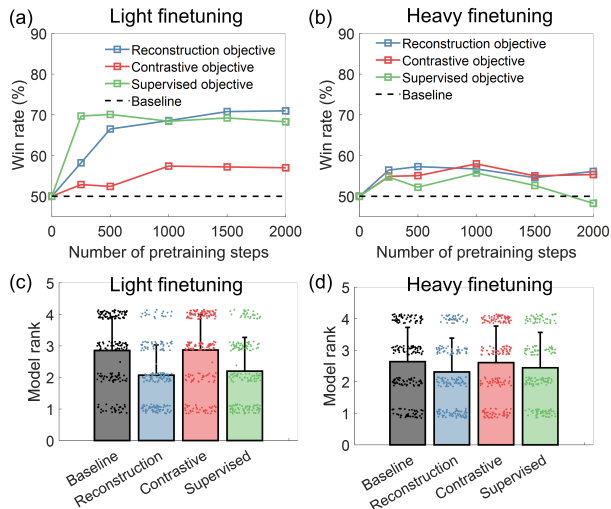 (a) Light finetuning
90
80
70
60
50
Win rate (%)
Reconstruction objective
Contrastive objective
Supervised objective
Baseline
0 500 1000 1500 2000
Number of pretraining steps
(b) Heavy finetuning
90
80
70
60
50
Win rate (%)
Reconstruction objective
Contrastive objective
Supervised objective
Baseline
0 500 1000 1500 2000
Number of pretraining steps
(c) Light finetuning
5
4
3
2
1
0
Model rank
Baseline
Reconstruction
Contrastive
Supervised
(d) Heavy finetuning
5
4
3
2
1
0
Model rank
Baseline
Reconstruction
Contrastive
Supervised